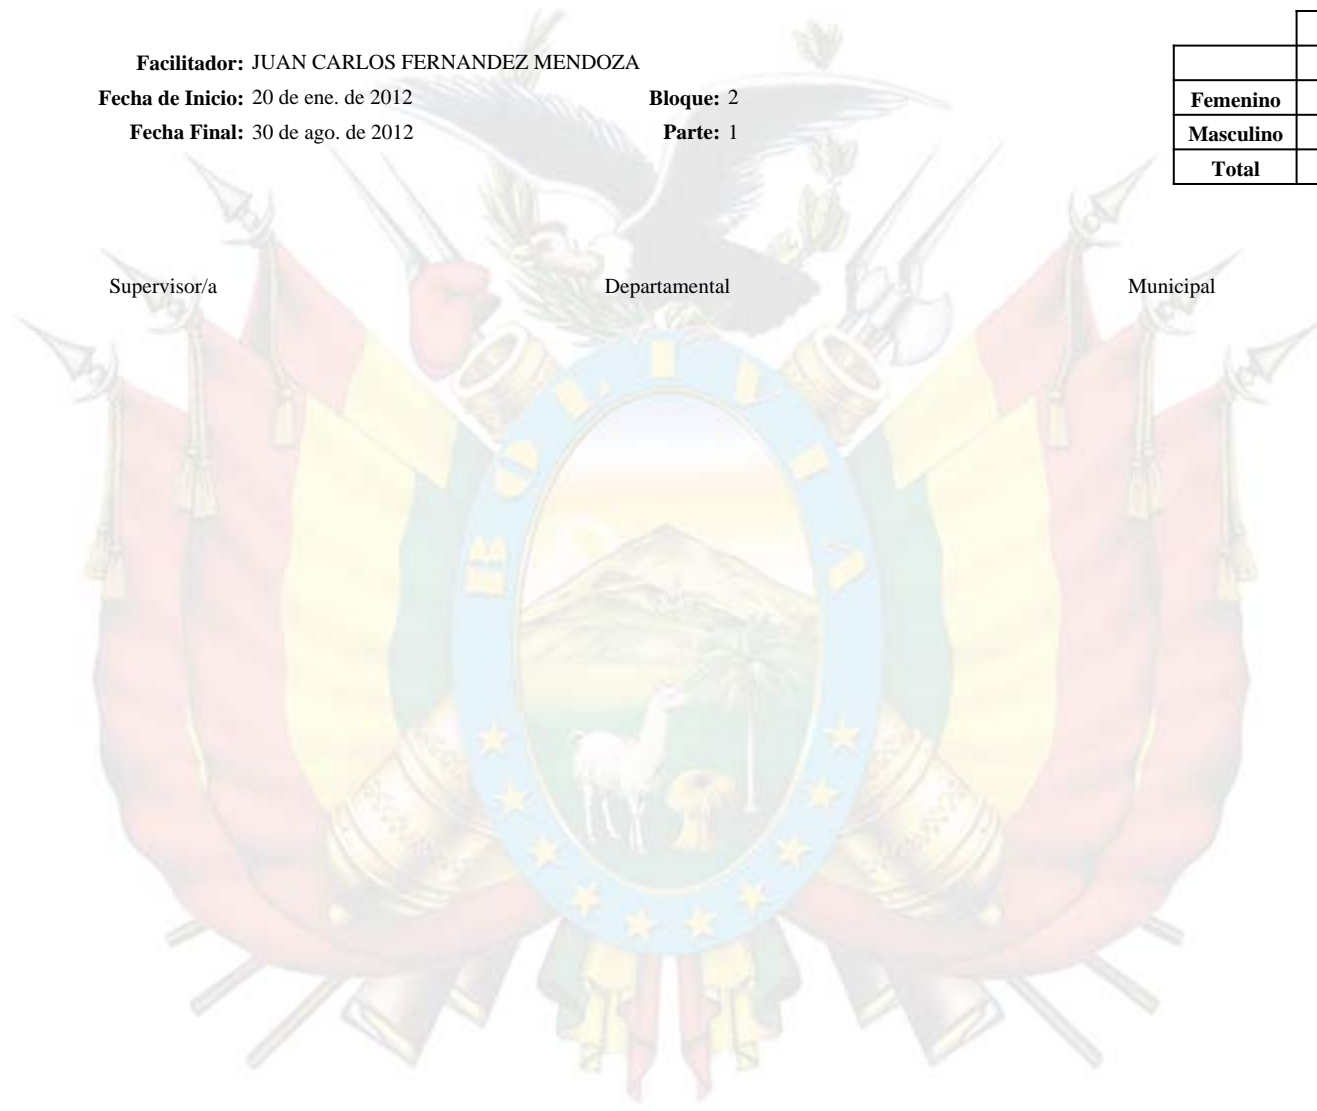 Facilitador: JUAN CARLOS FERNANDEZ MENDOZA
Fecha de Inicio: 20 de ene. de 2012 Bloque: 2
Fecha Final: 30 de ago. de 2012 Parte: 1
Femenino
Masculino
Total
Supervisor/a Departamental Municipal
BOLIVIA